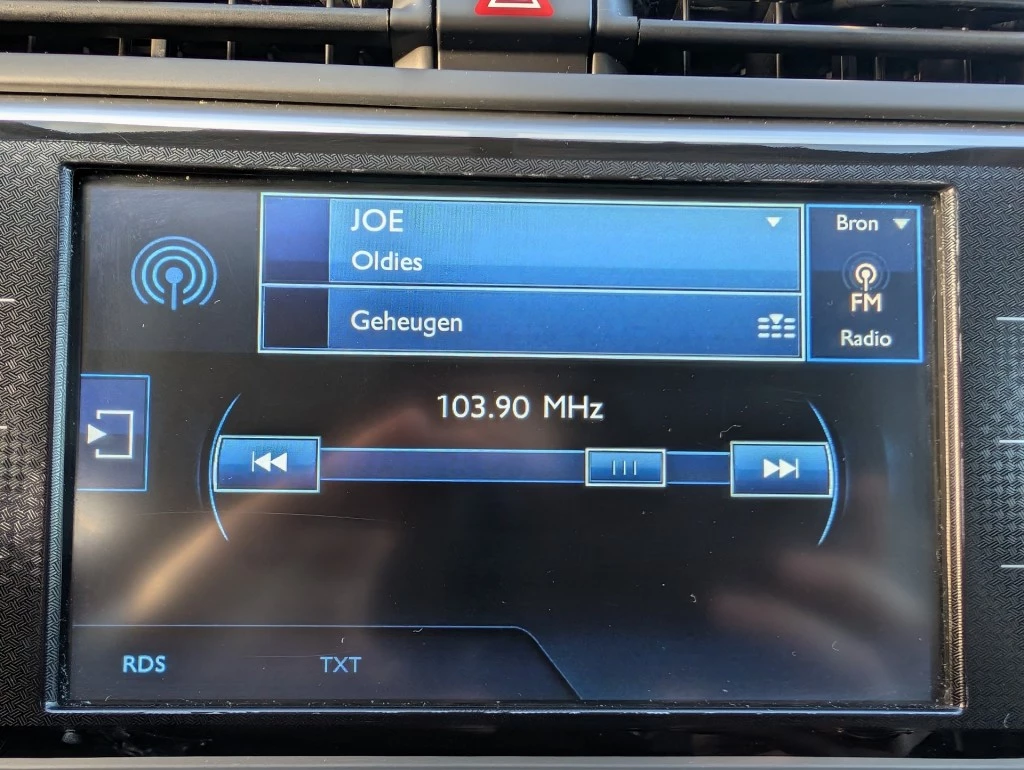 JOE
Oldies
Geheugen
Bron
FM
Radio
103.90 MHz
RDS
TXT